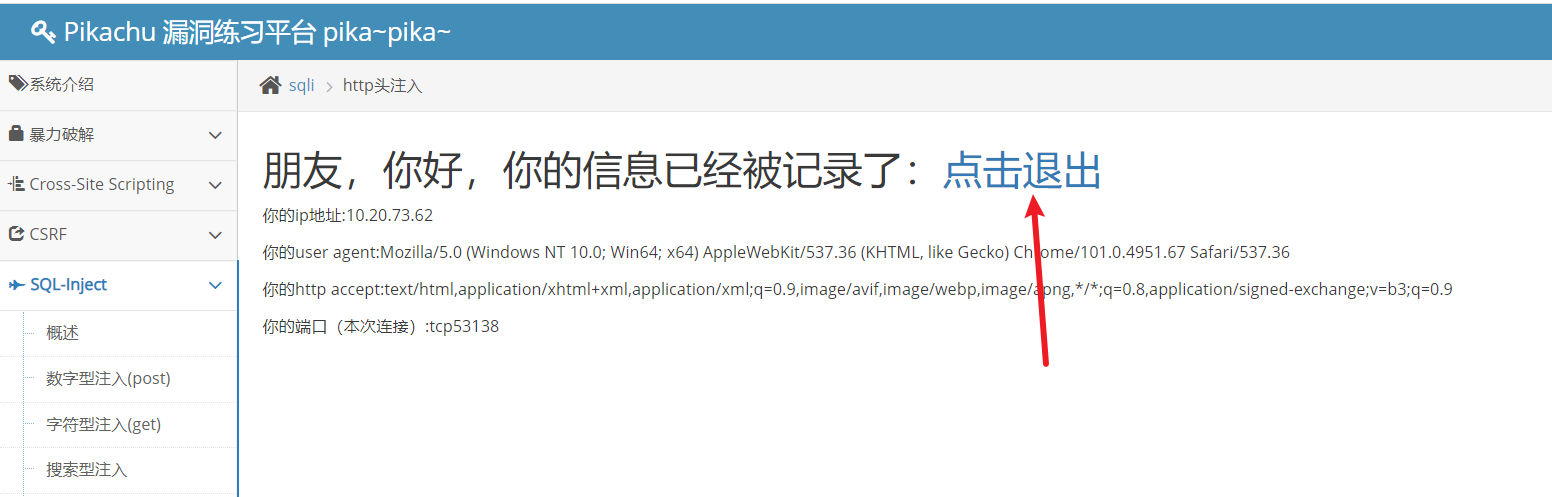 Pikachu 漏洞练习平台 pika~pika~
系统介绍
暴力破解
Cross-Site Scripting
CSRF
SQL-Inject
概述
数字型注入(post)
字符型注入(get)
搜索型注入
sqli > http头注入
朋友，你好，你的信息已经被记录了：点击退出
你的ip地址:10.20.73.62
你的user agent:Mozilla/5.0 (Windows NT 10.0; Win64; x64) AppleWebKit/537.36 (KHTML, like Gecko) Chrome/101.0.4951.67 Safari/537.36
你的http accept:text/html,application/xhtml+xml,application/xml;q=0.9,image/avif,image/webp,image/apng,*/*;q=0.8,application/signed-exchange;v=b3;q=0.9
你的端口（本次连接）:tcp53138